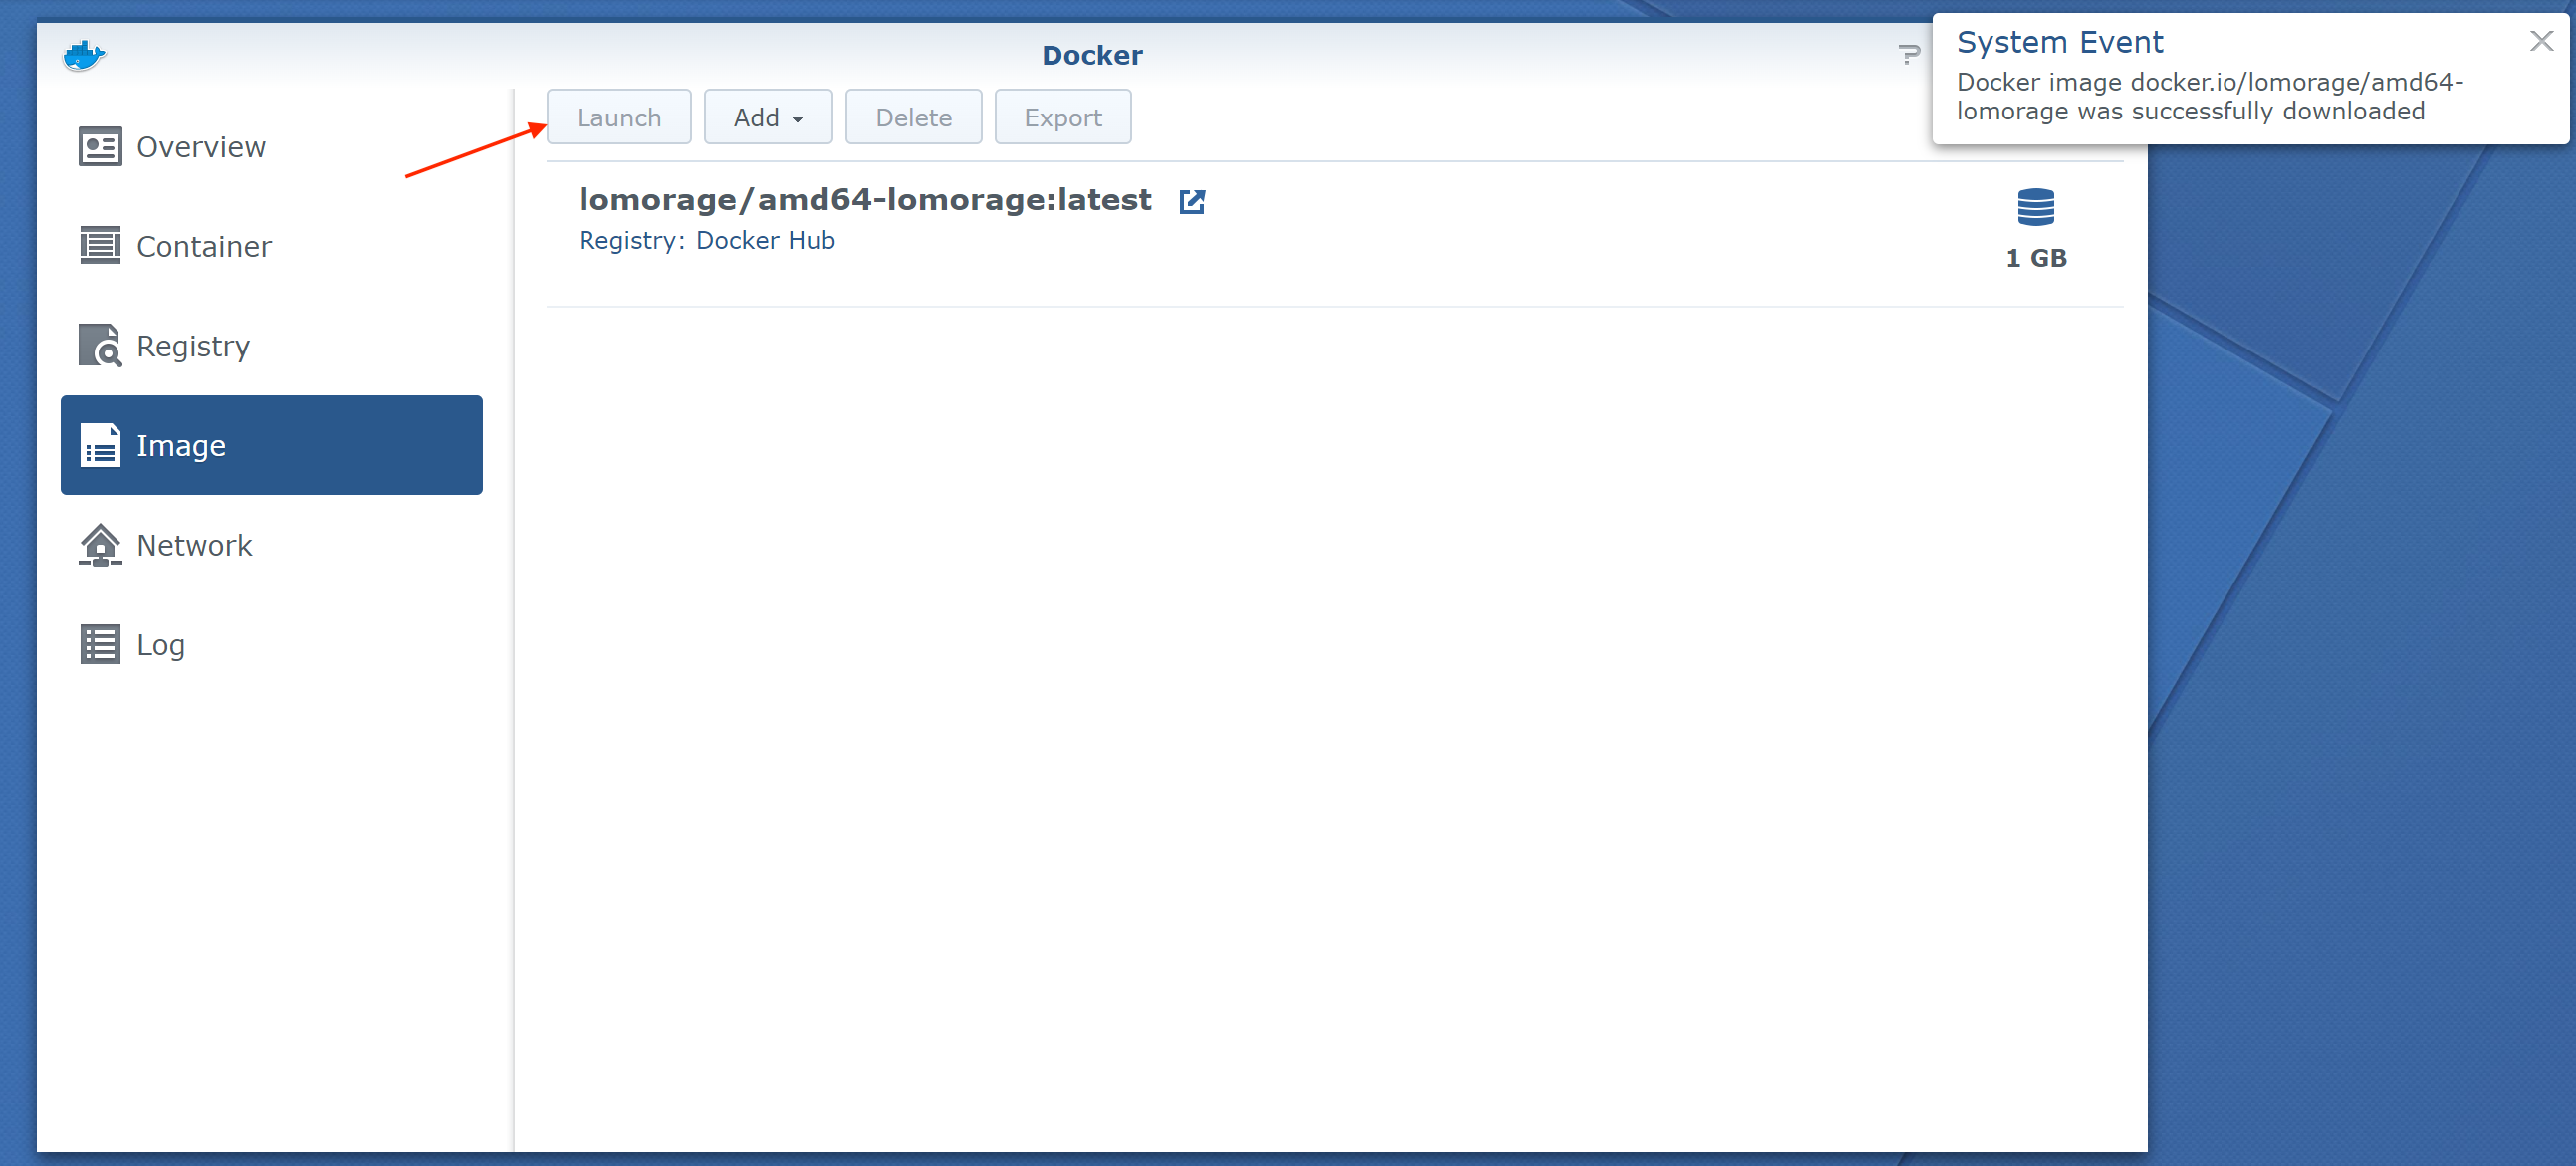 Docker
System Event
Docker image docker.io/lomorage/amd64-
lomorage was successfully downloaded
Overview
Container
Registry
Image
Network
Log
Launch
Add
Delete
Export
lomorage/amd64-lomorage:latest
Registry: Docker Hub
1 GB